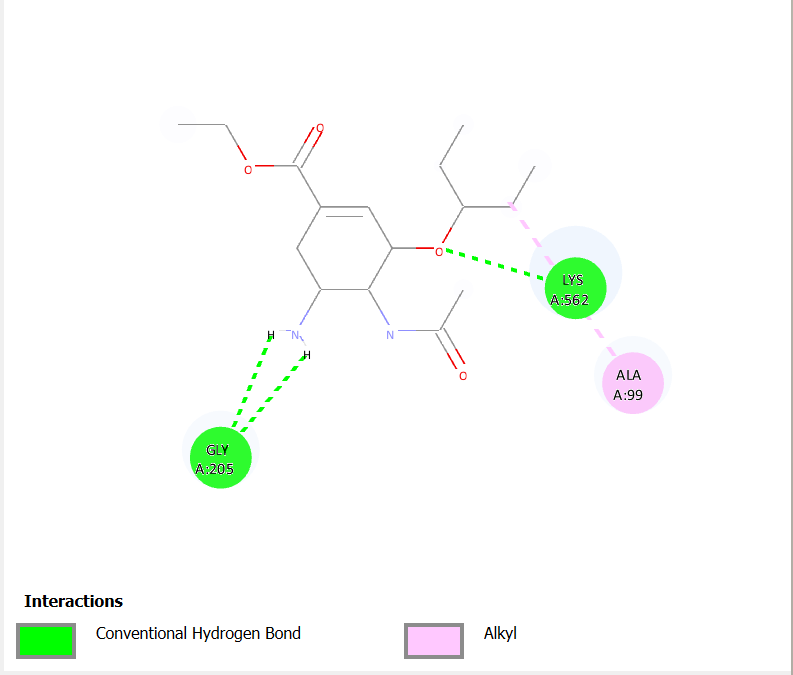 O
O
O
LYS
A:562
H
N
N
H
ALA
A:99
O
GLY
A:205
Interactions
Conventional Hydrogen Bond
Alkyl